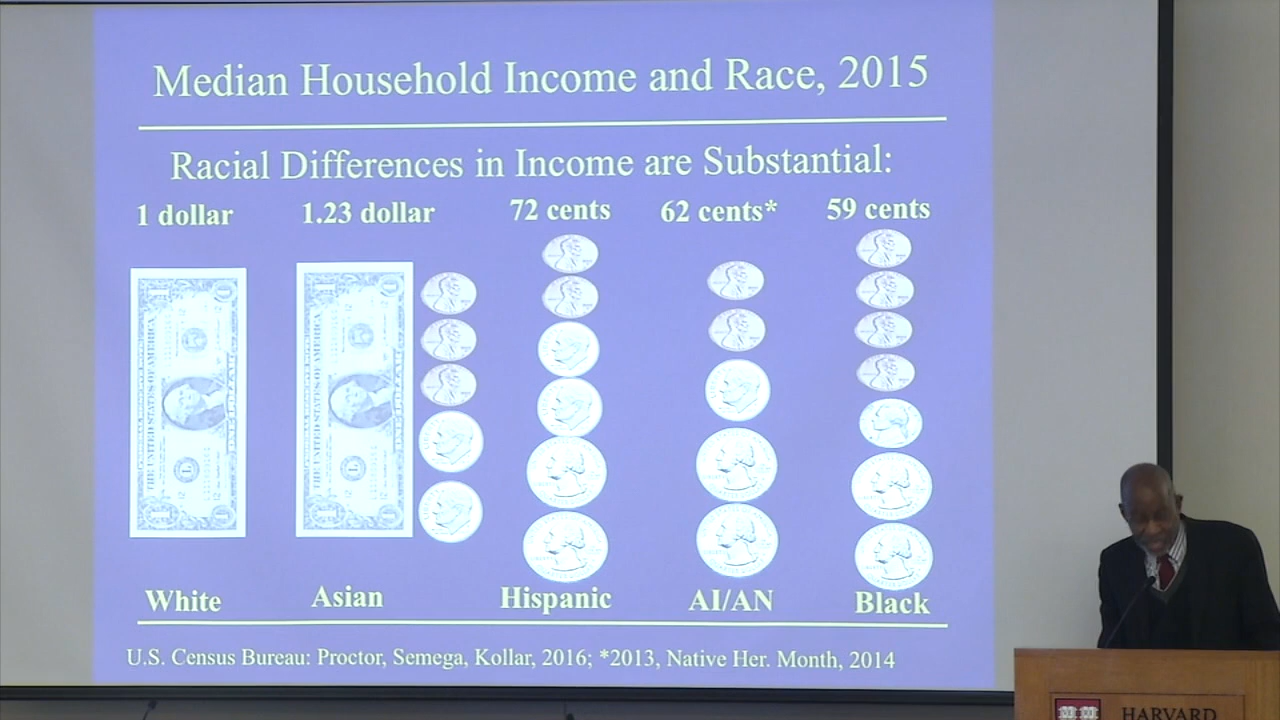 Median Household Income and Race, 2015
Racial Differences in Income are Substantial:
1 dollar 1.23 dollar 72 cents 62 cents* 59 cents
White Asian Hispanic AI/AN Black
U.S. Census Bureau: Proctor, Semega, Kollar, 2016; *2013, Native Her. Month, 2014
HARVARD